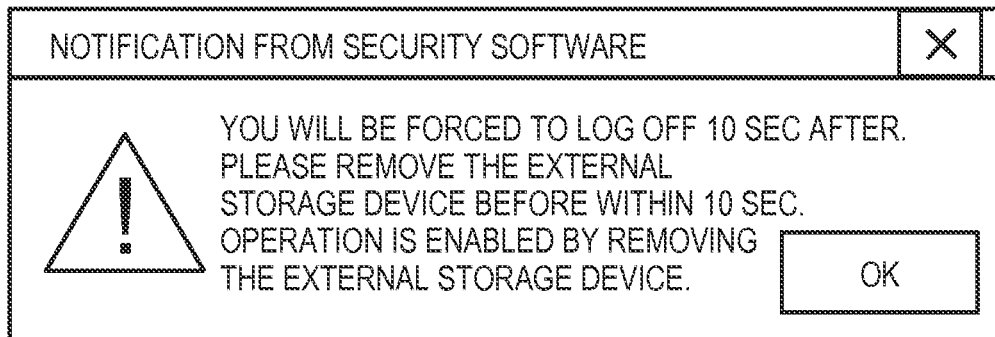 NOTIFICATION FROM SECURITY SOFTWARE
YOU WILL BE FORCED TO LOG OFF 10 SEC AFTER.
PLEASE REMOVE THE EXTERNAL
STORAGE DEVICE BEFORE WITHIN 10 SEC.
OPERATION IS ENABLED BY REMOVING
THE EXTERNAL STORAGE DEVICE.
OK